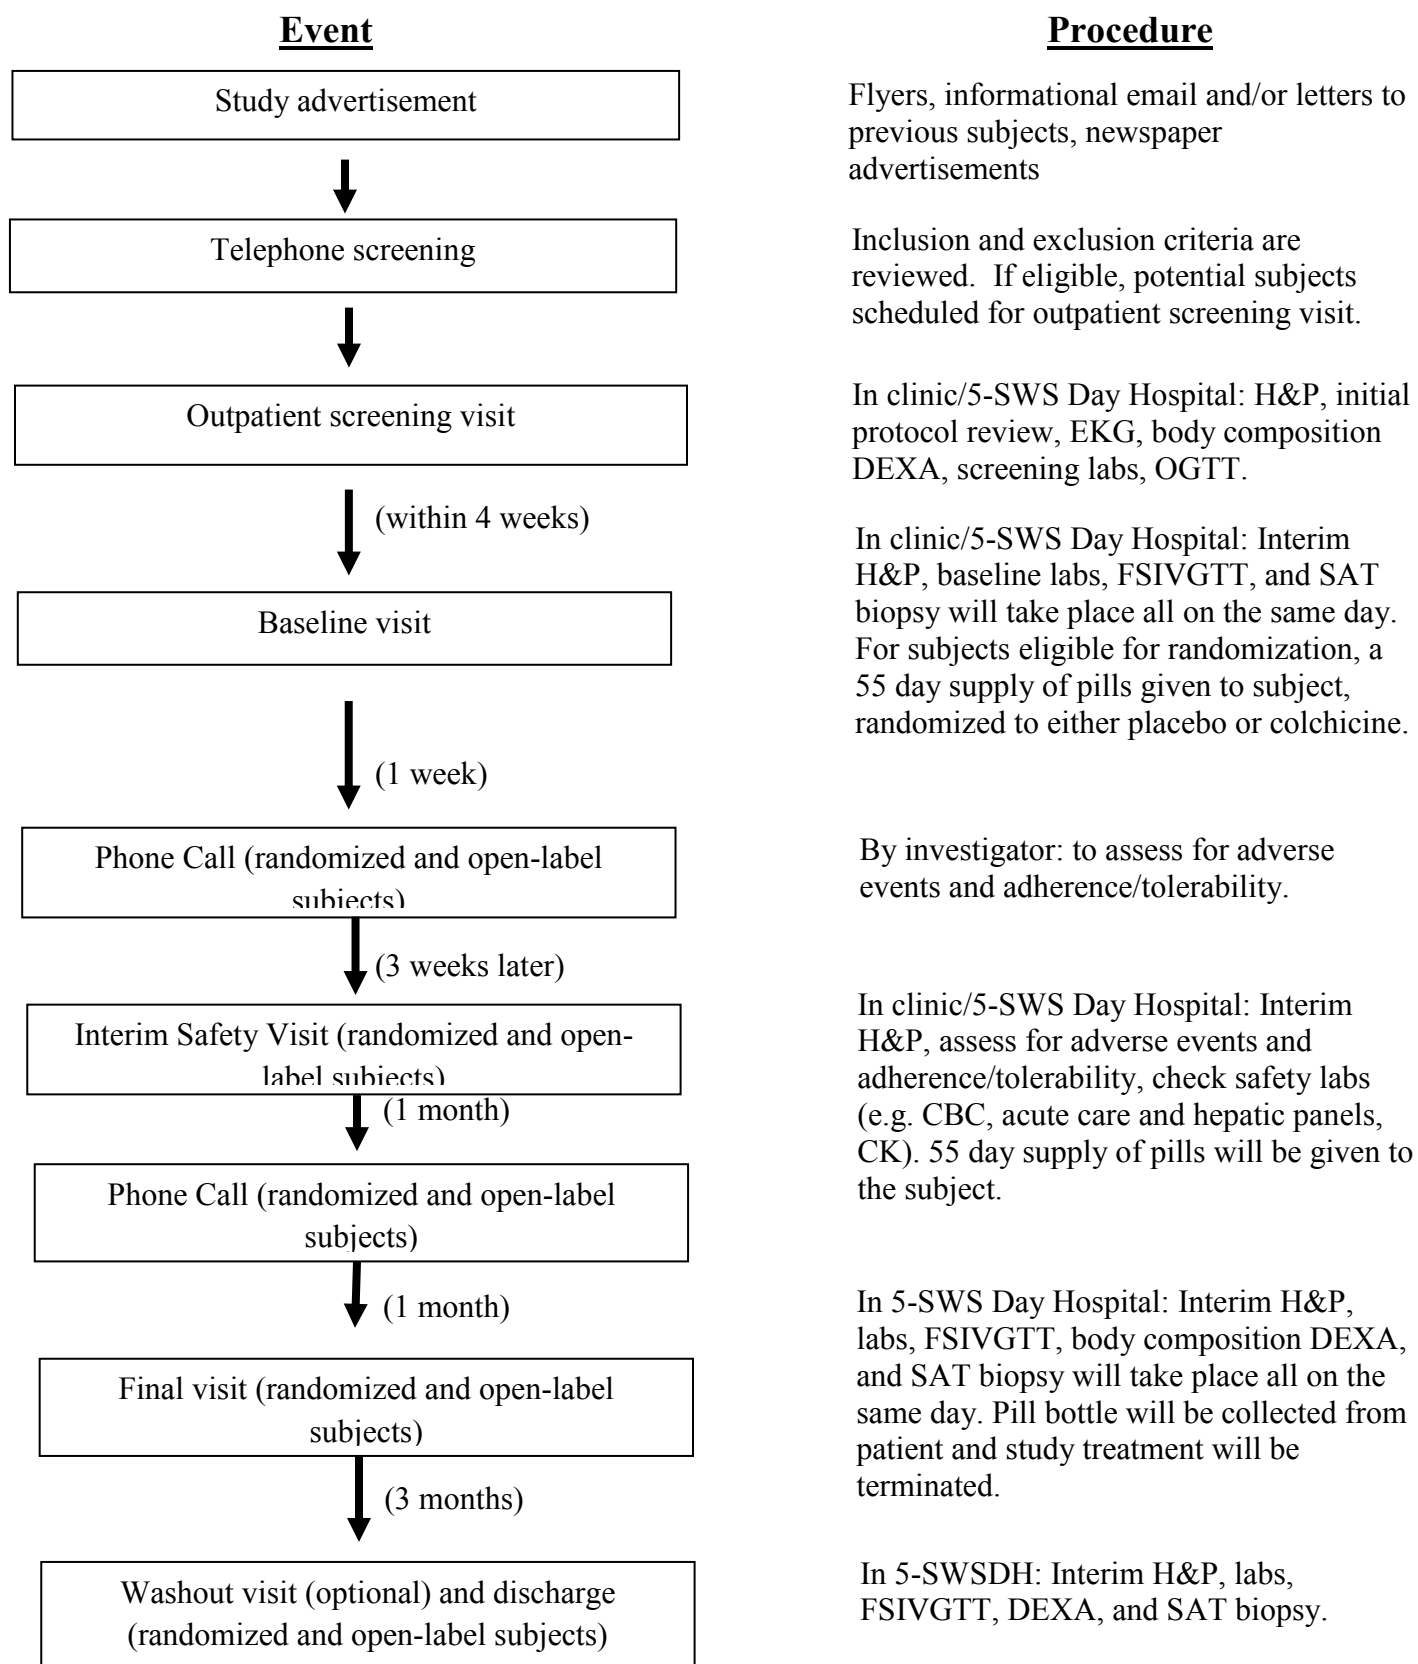 Event
Procedure
Study advertisement
Flyers, informational email and/or letters to
previous subjects, newspaper
advertisements
Telephone screening
Inclusion and exclusion criteria are
reviewed.  If eligible, potential subjects
scheduled for outpatient screening visit.
Outpatient screening visit
In clinic/5-SWS Day Hospital: H&P, initial
protocol review, EKG, body composition
DEXA, screening labs, OGTT.
(within 4 weeks)
Baseline visit
In clinic/5-SWS Day Hospital: Interim
H&P, baseline labs, FSIVGTT, and SAT
biopsy will take place all on the same day.
For subjects eligible for randomization, a
55 day supply of pills given to subject,
randomized to either placebo or colchicine.
(1 week)
Phone Call (randomized and open-label
subjects)
By investigator: to assess for adverse
events and adherence/tolerability.
(3 weeks later)
Interim Safety Visit (randomized and open-
label subjects)
In clinic/5-SWS Day Hospital: Interim
H&P, assess for adverse events and
adherence/tolerability, check safety labs
(e.g. CBC, acute care and hepatic panels,
CK). 55 day supply of pills will be given to
the subject.
(1 month)
Phone Call (randomized and open-label
subjects)
(1 month)
Final visit (randomized and open-label
subjects)
In 5-SWS Day Hospital: Interim H&P,
labs, FSIVGTT, body composition DEXA,
and SAT biopsy will take place all on the
same day. Pill bottle will be collected from
patient and study treatment will be
terminated.
(3 months)
Washout visit (optional) and discharge
(randomized and open-label subjects)
In 5-SWSDH: Interim H&P, labs,
FSIVGTT, DEXA, and SAT biopsy.